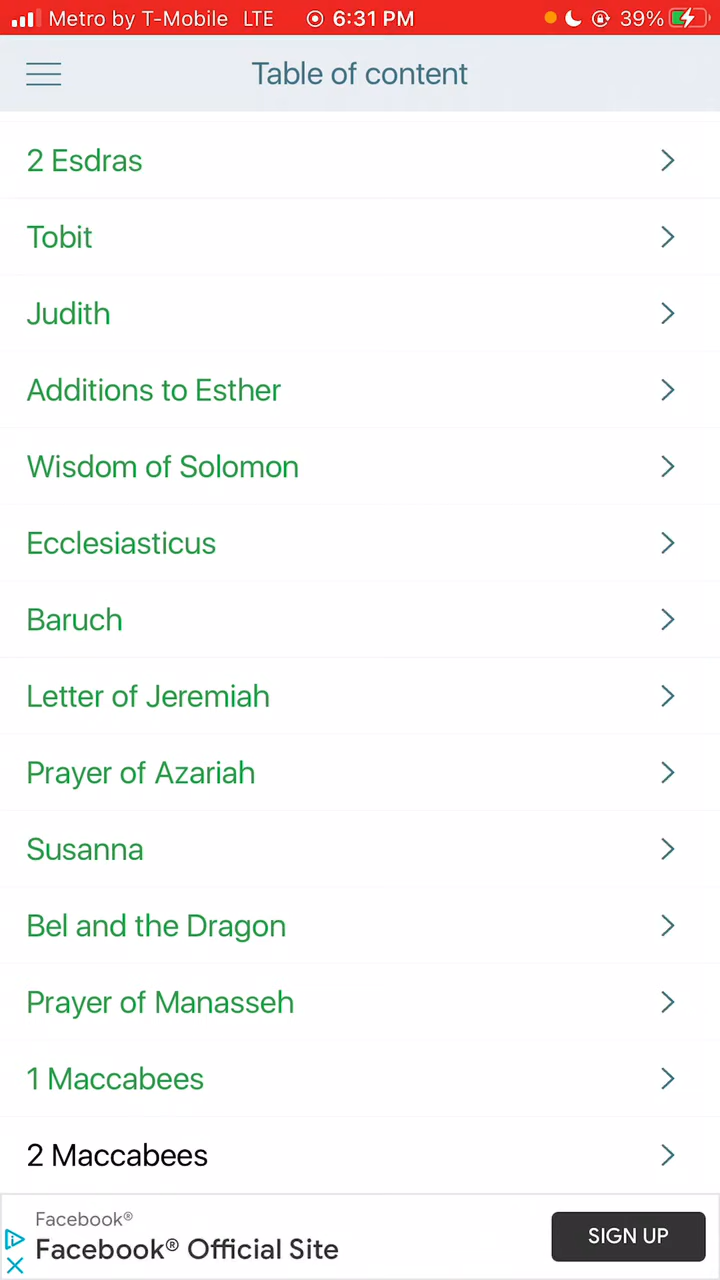 Metro by T-Mobile LTE 6:31 PM 39%
Table of content
2 Esdras
Tobit
Judith
Additions to Esther
Wisdom of Solomon
Ecclesiasticus
Baruch
Letter of Jeremiah
Prayer of Azariah
Susanna
Bel and the Dragon
Prayer of Manasseh
1 Maccabees
2 Maccabees
Facebook®
Facebook® Official Site
SIGN UP